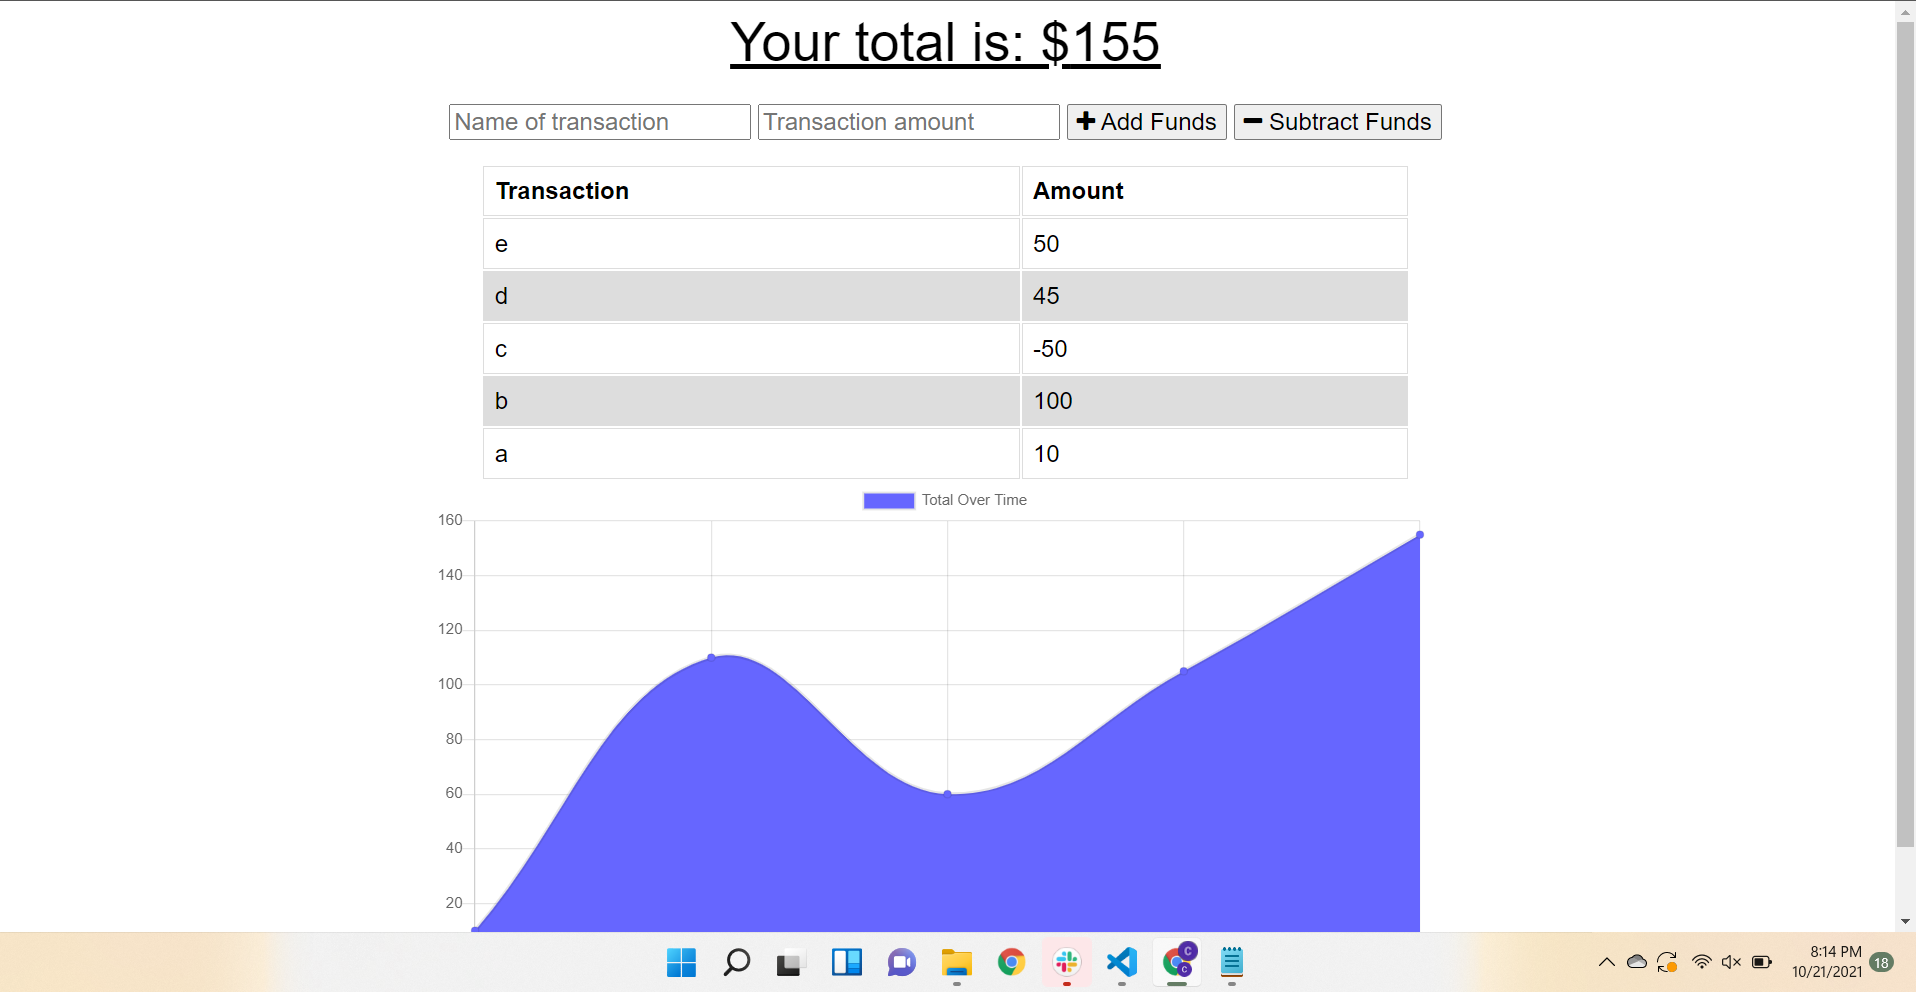 Your total is: $155
Name of transaction Transaction amount Add Funds Subtract Funds
Transaction Amount
e 50
d 45
c -50
b 100
a 10
Total Over Time
160
140
120
100
80
60
40
20
C
C
8:14 PM
10/21/2021
18